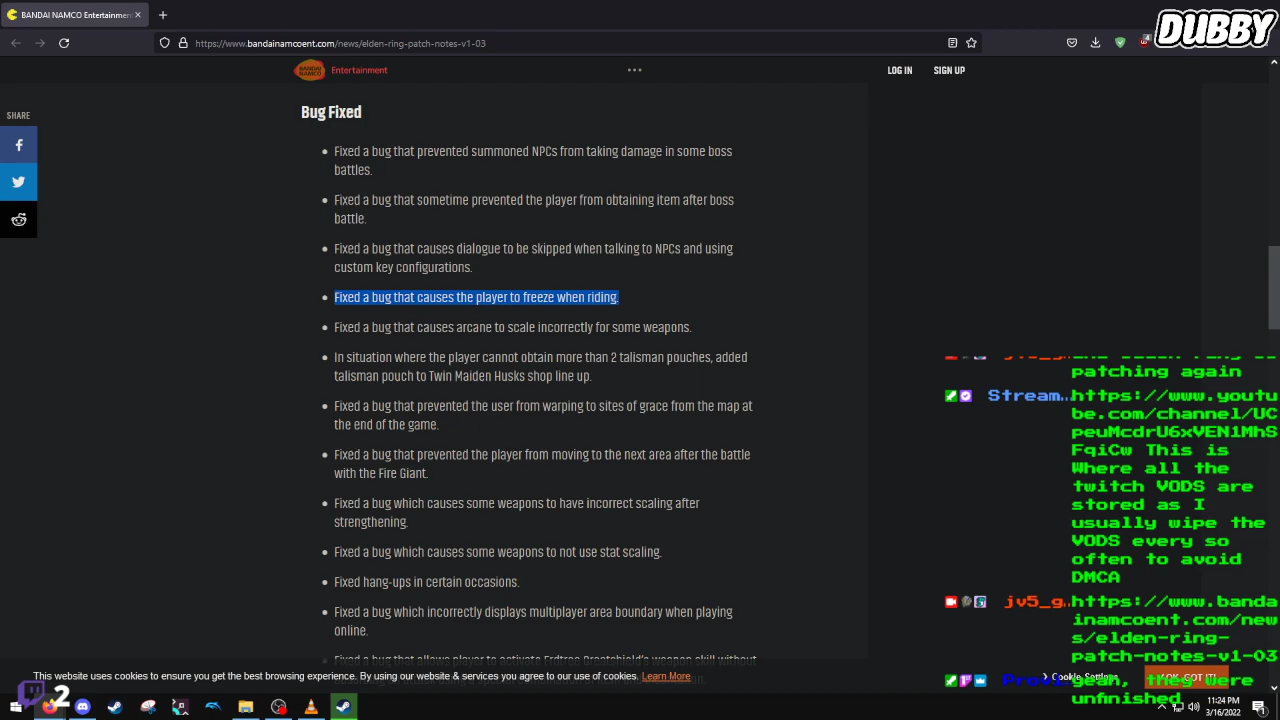 BANDAI NAMCO Entertainmen
DUBBY
https://www.bandainamcoent.com/news/elden-ring-patch-notes-v1-03
BANDAI NAMCO
Entertainment
LOG IN
SIGN UP
SHARE
Bug Fixed
Fixed a bug that prevented summoned NPCs from taking damage in some boss
battles.
Fixed a bug that sometime prevented the player from obtaining item after boss
battle.
Fixed a bug that causes dialogue to be skipped when talking to NPCs and using
custom key configurations.
Fixed a bug that causes the player to freeze when riding.
Fixed a bug that causes arcane to scale incorrectly for some weapons.
In situation where the player cannot obtain more than 2 talisman pouches, added
talisman pouch to Twin Maiden Husks shop line up.
Fixed a bug that prevented the user from warping to sites of grace from the map at
the end of the game.
Fixed a bug that prevented the player from moving to the next area after the battle
with the Fire Giant.
Fixed a bug which causes some weapons to have incorrect scaling after
strengthening.
Fixed a bug which causes some weapons to not use stat scaling.
Fixed hang-ups in certain occasions.
Fixed a bug which incorrectly displays multiplayer area boundary when playing
online.
patching again
Stream… https://www.youtu
be.com/channel/UC
peuMcdrU6xVEN1MhS
FqiCw This is
Where all the
twitch VODS are
stored as I
usually wipe the
VODS every so
often to avoid
DMCA
jv5_g… https://www.banda
inamcoent.com/new
s/elden-ring-
patch-notes-v1-03
yeah, they were
unfinished
This website uses cookies to ensure you get the best browsing experience. By using our website & services you agree to our use of cookies. Learn More
Cookie Settings
OK, GOT IT!
2
11:24 PM
3/16/2022